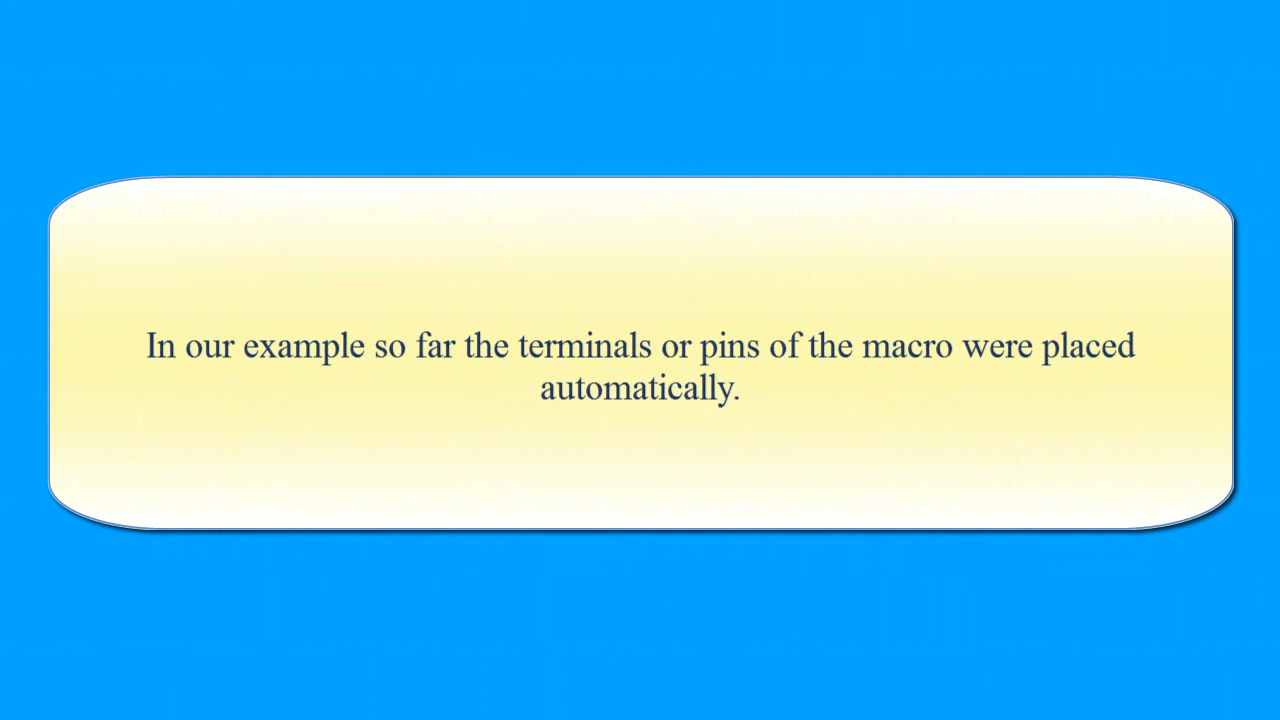 In our example so far the terminals or pins of the macro were placed
automatically.